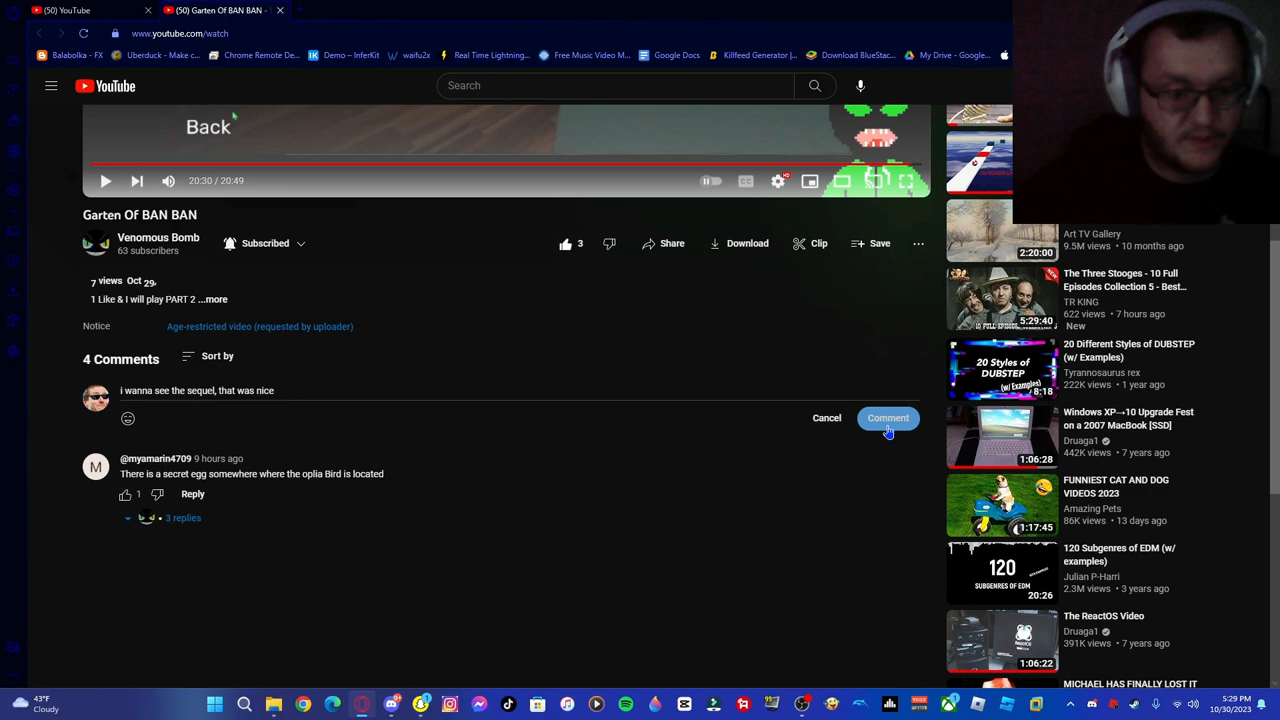 (50) YouTube
(50) Garten Of BAN BAN -
www.youtube.com/watch
Balabolka - FX
Uberduck - Make c...
Chrome Remote De...
Demo – InferKit
waifu2x
Real Time Lightning...
Free Music Video M...
Google Docs
Killfeed Generator |...
Download BlueStac...
My Drive - Google...
YouTube
Search
Back
20:30 / 20:49
CC
HD
Garten Of BAN BAN
Venomous Bomb
63 subscribers
Subscribed
3
Share
Download
Clip
Save
7 views Oct 29,
1 Like & I will play PART 2 ...more
Notice
Age-restricted video (requested by uploader)
4 Comments
Sort by
i wanna see the sequel, that was nice
Cancel
Comment
M
@myamarin4709 9 hours ago
There is a secret egg somewhere where the oplia Bird is located
1
Reply
3 replies
Art TV Gallery
9.5M views • 10 months ago
2:20:00
The Three Stooges - 10 Full
Episodes Collection 5 - Best...
TR KING
622 views • 7 hours ago
New
NEW
5:29:40
20 Different Styles of DUBSTEP
(w/ Examples)
Tyrannosaurus rex
222K views • 1 year ago
20 Styles of
DUBSTEP
(w/ Examples)
8:18
Windows XP→10 Upgrade Fest
on a 2007 MacBook [SSD]
Druaga1
442K views • 7 years ago
1:06:28
FUNNIEST CAT AND DOG
VIDEOS 2023
Amazing Pets
86K views • 13 days ago
1:17:45
120 Subgenres of EDM (w/
examples)
Julian P-Harri
2.3M views • 3 years ago
120
SUBGENRES OF EDM
20:26
The ReactOS Video
Druaga1
391K views • 7 years ago
ReactOS
1:06:22
MICHAEL HAS FINALLY LOST IT
43°F
Cloudy
5:29 PM
10/30/2023